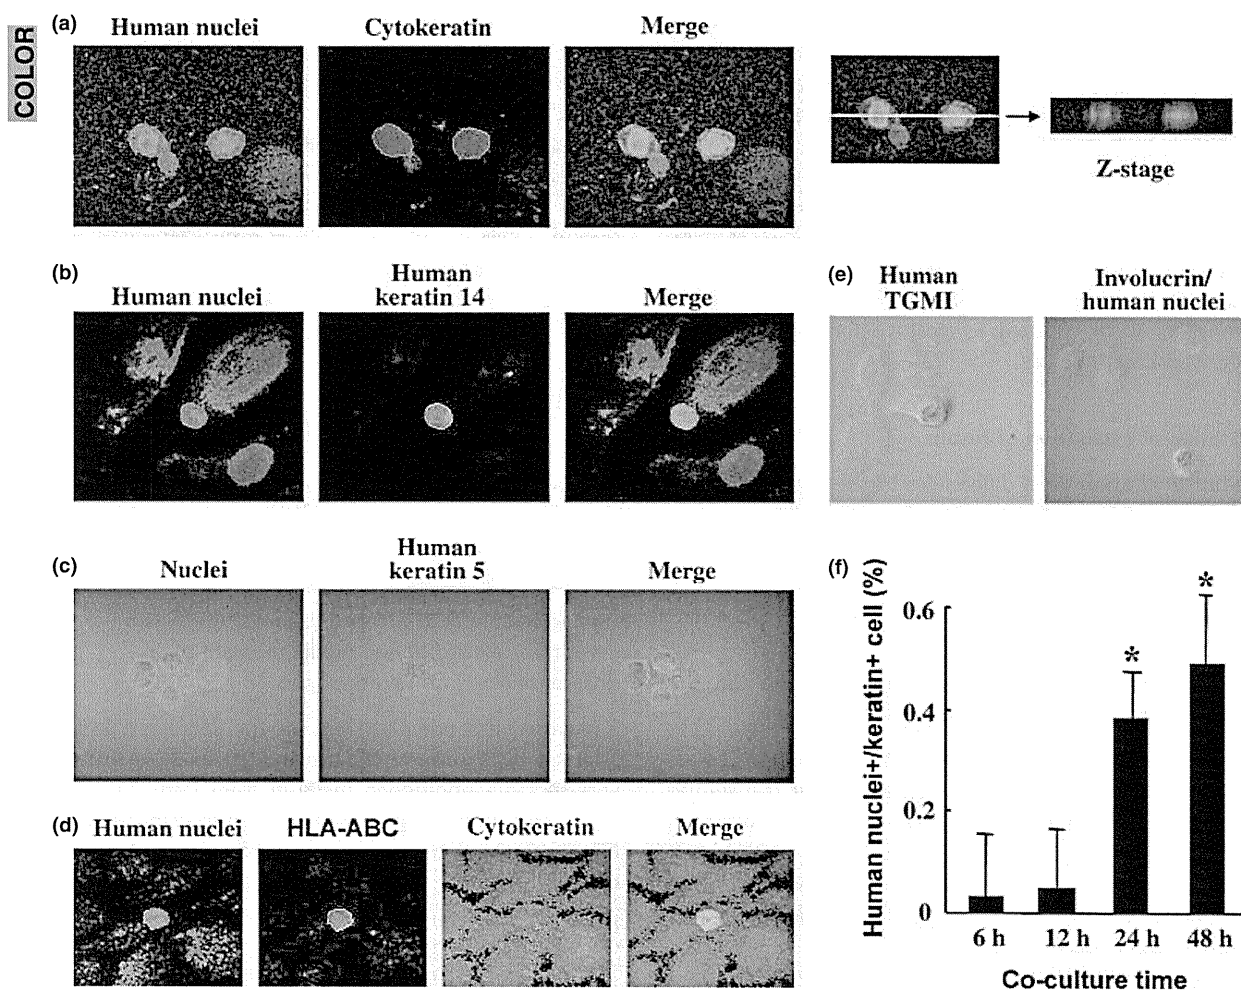 COLOR
(a)
Human nuclei
Cytokeratin
Merge
Z-stage
(b)
Human nuclei
Human
keratin 14
Merge
(e)
Human
TGMI
Involucrin/
human nuclei
(c)
Nuclei
Human
keratin 5
Merge
(d)
Human nuclei
HLA-ABC
Cytokeratin
Merge
(f)
Human nuclei+/keratin+ cell (%)
0.6
0.4
0.2
0
*
*
6 h
12 h
24 h
48 h
Co-culture time